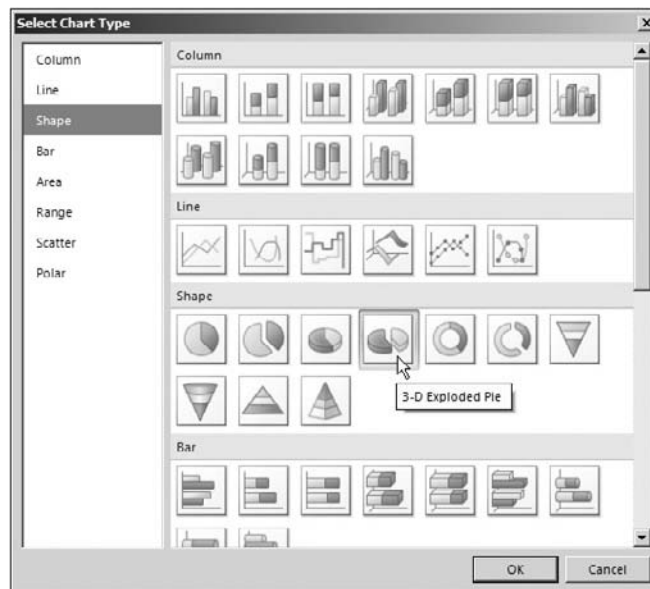 Select Chart Type
Column
Line
Shape
Bar
Area
Range
Scatter
Polar
Column
Line
Shape
3-D Exploded Pie
Bar
OK
Cancel